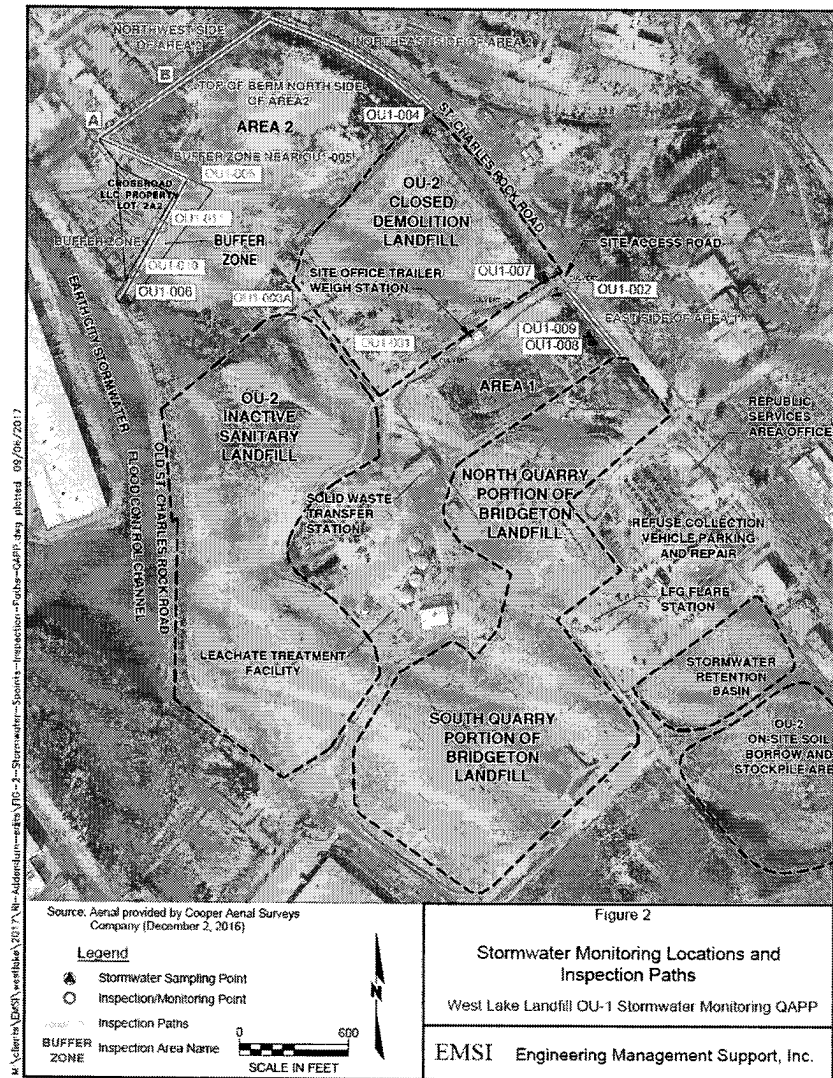 NORTHWEST SIDE
OF AREA 2
NORTHEAST SIDE OF AREA 2
B
A
TOP OF BERM NORTH SIDE
OF AREA2
AREA 2
OU1-004
ST. CHARLES ROCK ROAD
BUFFER ZONE NEAR OU1-005
CROSSROAD
LLC PROPERTY
LOT 2A2
BUFFER ZONE
BUFFER
ZONE
OU1-006
OU1-003A
OU1-001
OU-2
CLOSED
DEMOLITION
LANDFILL
SITE OFFICE TRAILER/
WEIGH STATION
OU1-007
SITE ACCESS ROAD
OU1-002
OU1-009
OU1-008
EAST SIDE OF AREA 1
CULVERT
AREA 1
EARTH CITY STORMWATER
FLOOD CONTROL CHANNEL
OLD ST. CHARLES ROCK ROAD
OU-2
INACTIVE
SANITARY
LANDFILL
SOLID WASTE
TRANSFER
STATION
NORTH QUARRY
PORTION OF
BRIDGETON
LANDFILL
REPUBLIC
SERVICES
AREA OFFICE
REFUSE COLLECTION
VEHICLE PARKING
AND REPAIR
LFG FLARE
STATION
LEACHATE TREATMENT
FACILITY
STORMWATER
RETENTION
BASIN
SOUTH QUARRY
PORTION OF
BRIDGETON
LANDFILL
OU-2
ON-SITE SOIL
BORROW AND
STOCKPILE AREA
Source: Aerial provided by Cooper Aerial Surveys
Company (December 2, 2016)
Legend
Stormwater Sampling Point
Inspection/Monitoring Point
Inspection Paths
BUFFER
ZONE
Inspection Area Name
N
0 600
SCALE IN FEET
Figure 2
Stormwater Monitoring Locations and
Inspection Paths
West Lake Landfill OU-1 Stormwater Monitoring QAPP
EMSI Engineering Management Support, Inc.